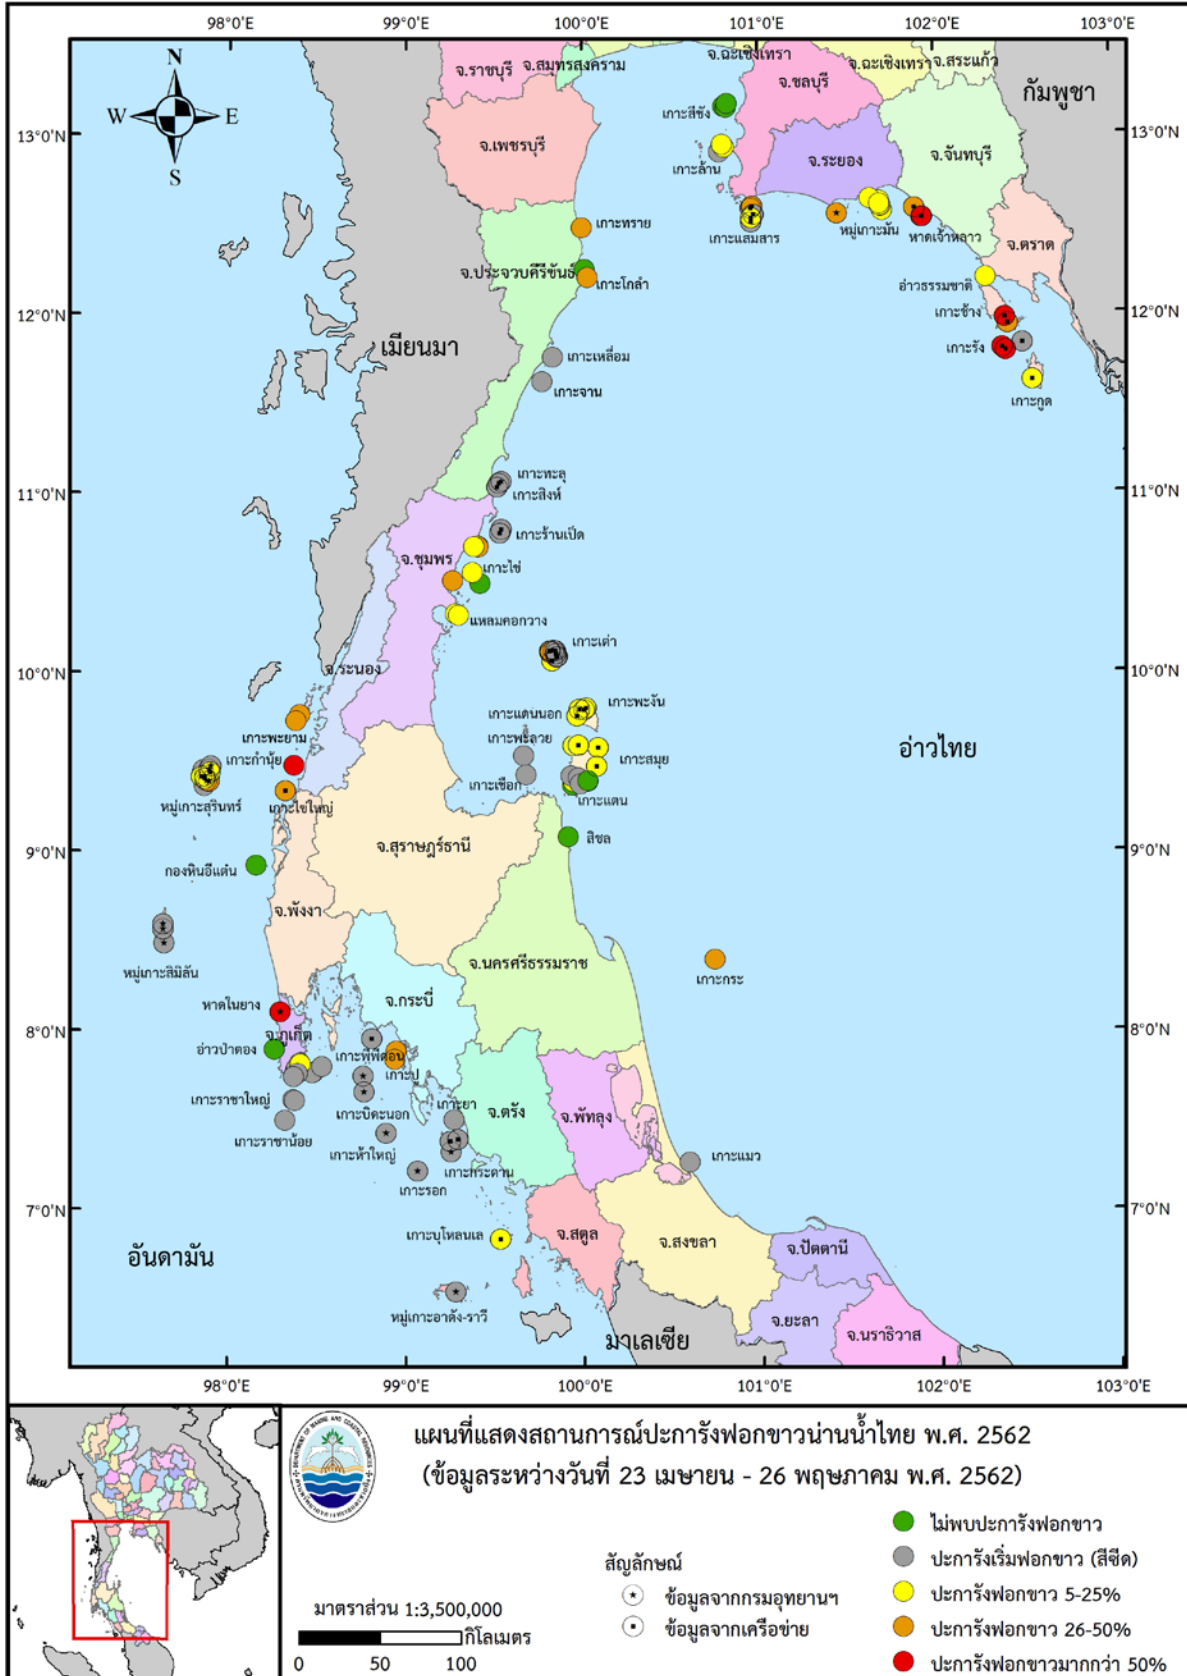 98°0'E 99°0'E 100°0'E 101°0'E 102°0'E 103°0'E
N
W E
S
จ.ราชบุรี
จ.สมุทรสงคราม
จ.ฉะเชิงเทรา
จ.ชลบุรี
จ.ฉะเชิงเทรา
จ.สระแก้ว
กัมพูชา
เกาะสีชัง
13°0'N 13°0'N
จ.เพชรบุรี
เกาะล้าน
จ.ระยอง
จ.จันทบุรี
เกาะทราย
เกาะแสมสาร
หมู่เกาะมัน
หาดเจ้าหลาว
จ.ตราด
จ.ประจวบคีรีขันธ์
เกาะโกลำ
อ่าวธรรมชาติ
12°0'N 12°0'N
เกาะช้าง
เมียนมา
เกาะเหลื่อม
เกาะรัง
เกาะจาน
เกาะกูด
เกาะทะลุ
11°0'N 11°0'N
เกาะสิงห์
เกาะร้านเป็ด
จ.ชุมพร
เกาะไข่
แหลมคอกวาง
เกาะเต่า
จ.ระนอง
10°0'N 10°0'N
เกาะพะงัน
เกาะแตนนอก
เกาะพะยาม
เกาะพะลวย
อ่าวไทย
เกาะกำนุ้ย
เกาะสมุย
เกาะเชือก
หมู่เกาะสุรินทร์
เกาะไข่ใหญ่
เกาะแตน
สิชล
จ.สุราษฎร์ธานี
9°0'N 9°0'N
กองหินอีแต๋น
จ.พังงา
จ.นครศรีธรรมราช
หมู่เกาะสิมิลัน
เกาะกระ
หาดในยาง
จ.กระบี่
8°0'N 8°0'N
จ.ภูเก็ต
อ่าวป่าตอง
เกาะพีพีดอน
เกาะปู
เกาะราชาใหญ่
เกาะยา
เกาะบิดะนอก
จ.ตรัง
จ.พัทลุง
เกาะราชาน้อย
เกาะห้าใหญ่
เกาะกระดาน
เกาะแมว
เกาะรอก
7°0'N 7°0'N
เกาะบุโหลนเล
จ.สตูล
จ.สงขลา
จ.ปัตตานี
อันดามัน
หมู่เกาะอาดัง-ราวี
จ.ยะลา
จ.นราธิวาส
มาเลเซีย
98°0'E 99°0'E 100°0'E 101°0'E 102°0'E 103°0'E
แผนที่แสดงสถานการณ์ปะการังฟอกขาวน่านน้ำไทย พ.ศ. 2562
(ข้อมูลระหว่างวันที่ 23 เมษายน - 26 พฤษภาคม พ.ศ. 2562)
DEPARTMENT OF MARINE AND COASTAL RESOURCES
ไม่พบปะการังฟอกขาว
สัญลักษณ์
ปะการังเริ่มฟอกขาว (สีซีด)
ข้อมูลจากกรมอุทยานฯ
ปะการังฟอกขาว 5-25%
มาตราส่วน 1:3,500,000
ข้อมูลจากเครือข่าย
ปะการังฟอกขาว 26-50%
กิโลเมตร
0 50 100
ปะการังฟอกขาวมากกว่า 50%